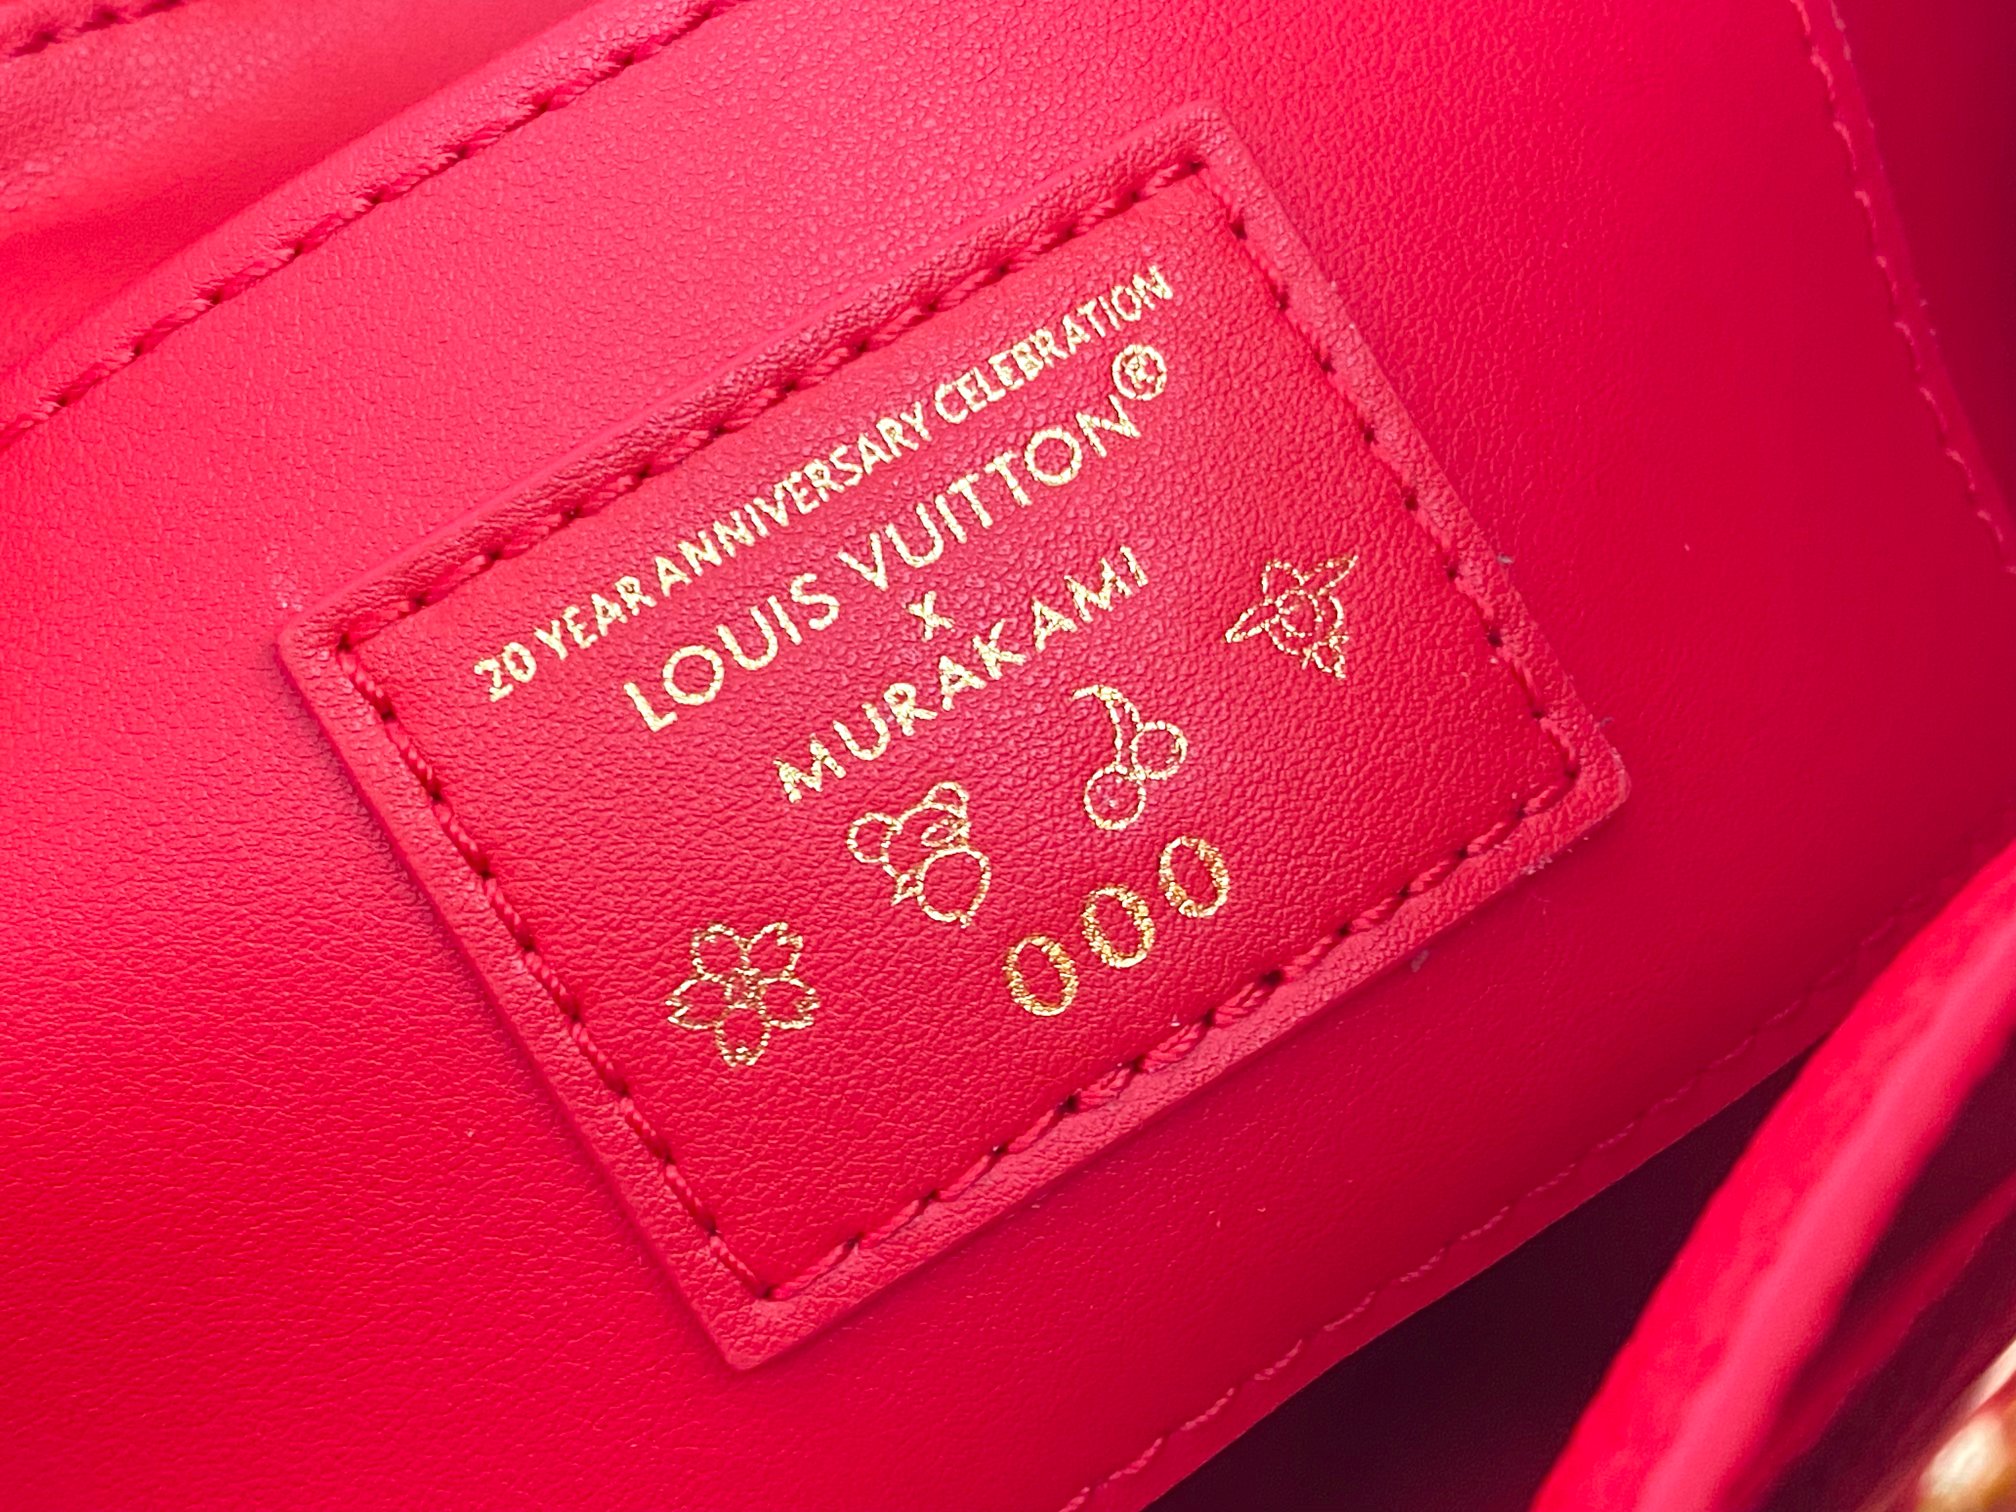 20 YEAR ANNIVERSARY CELEBRATION
LOUIS VUITTON®
X
MURAKAMI
000